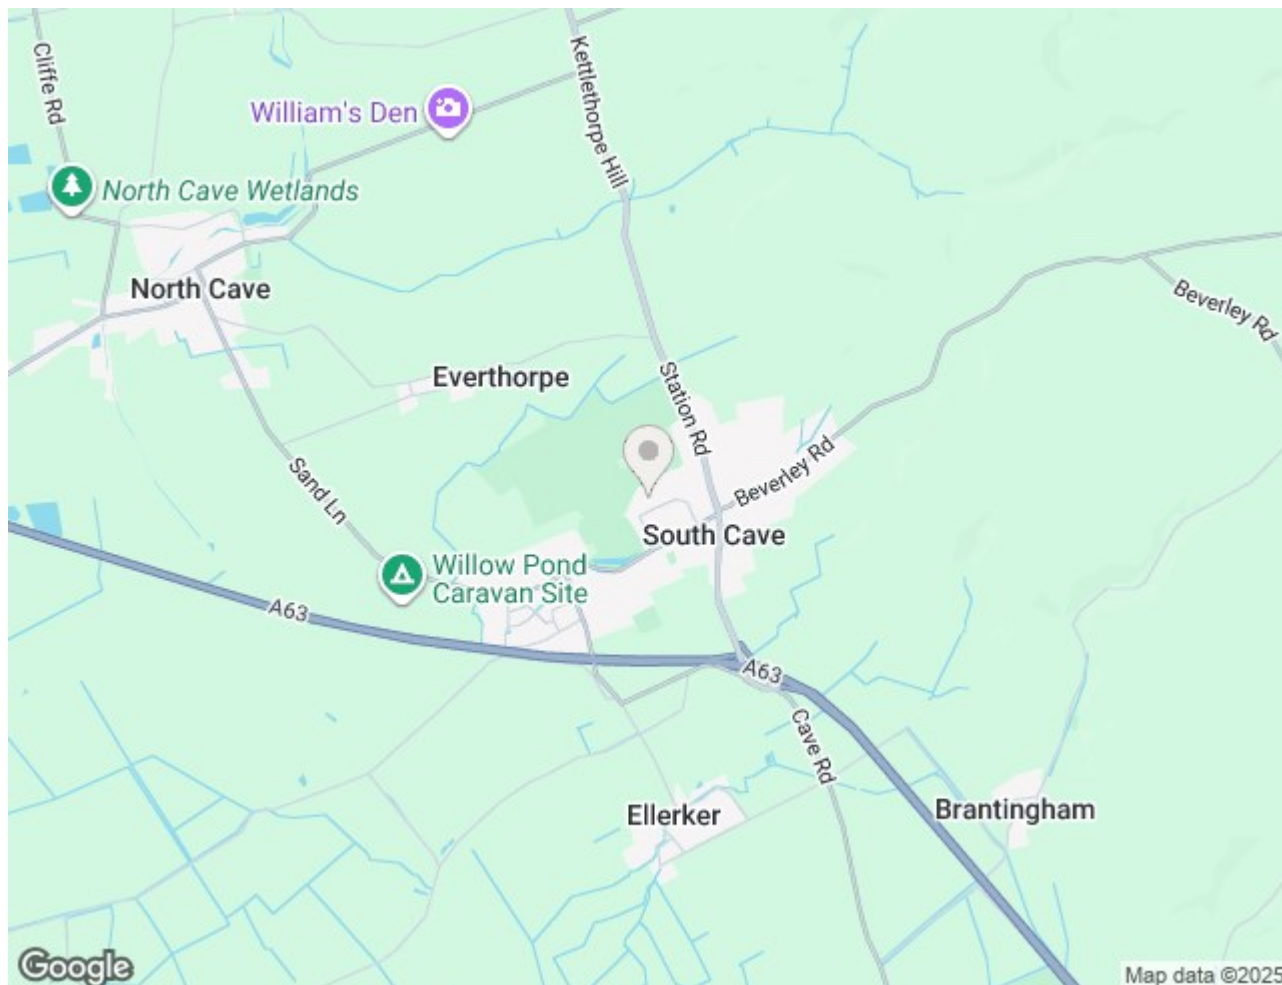 Cliffe Rd
Kettlethorpe Hill
William's Den
North Cave Wetlands
North Cave
Beverley Rd
Everthorpe
Station Rd
Beverley Rd
Sand Ln
South Cave
Willow Pond
Caravan Site
A63
A63
Cave Rd
Ellerker
Brantingham
Google
Map data ©2025